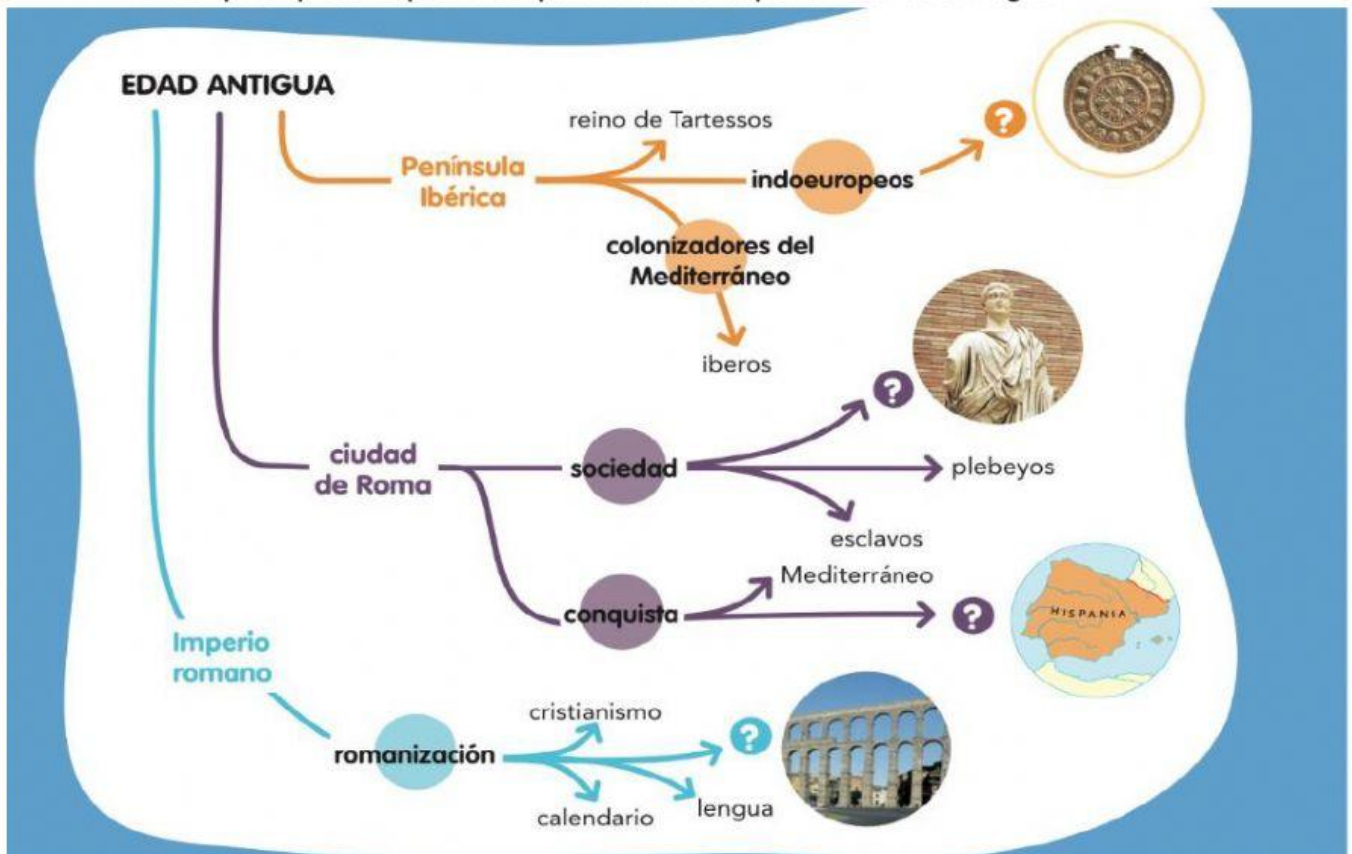 EDAD ANTIGUA
reino de Tartessos
?
Península
Ibérica
indoeuropeos
colonizadores del
Mediterráneo
iberos
?
ciudad
de Roma
sociedad
plebeyos
esclavos
Mediterráneo
conquista
?
HISPANIA
Imperio
romano
cristianismo
?
romanización
lengua
calendario